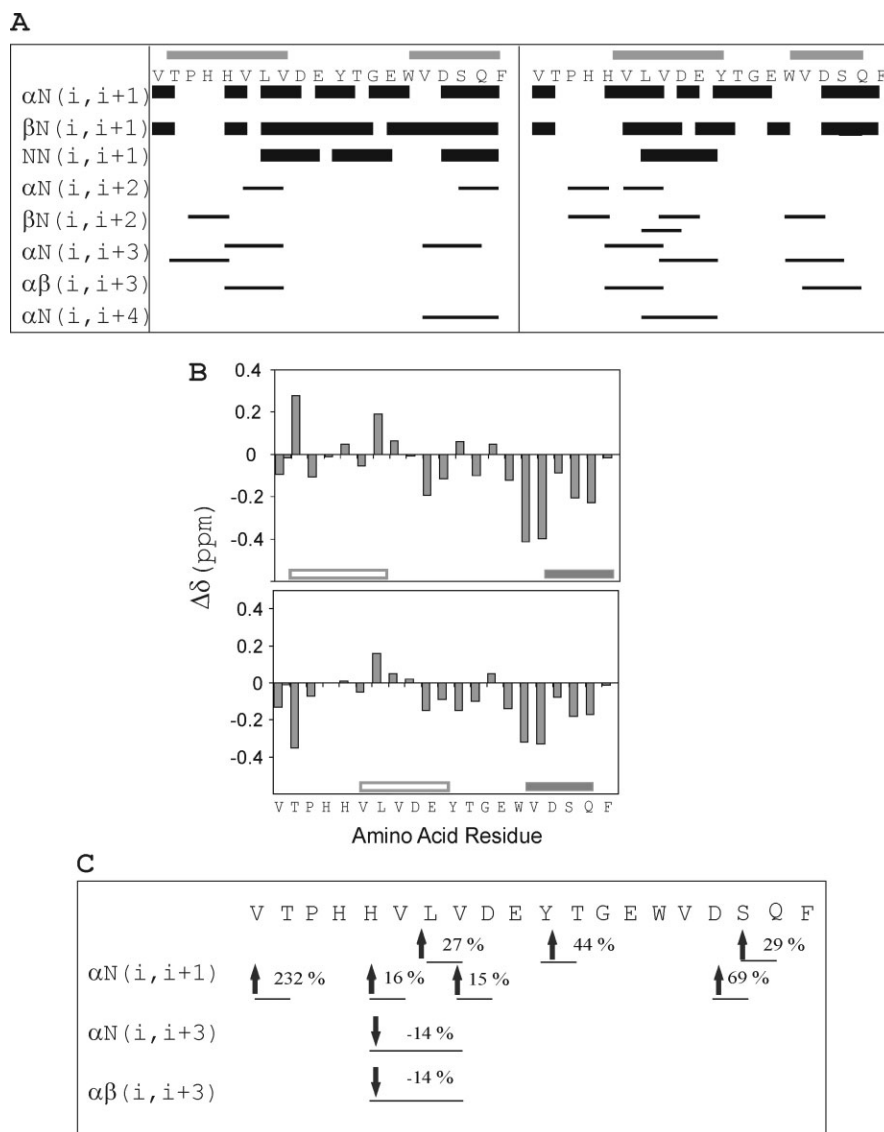 A
V T P H H V L V D E Y T G E W V D S Q F V T P H H V L V D E Y T G E W V D S Q F
αN(i,i+1)
βN(i,i+1)
NN(i,i+1)
αN(i,i+2)
βN(i,i+2)
αN(i,i+3)
αβ(i,i+3)
αN(i,i+4)
B
0.4
0.2
0
-0.2
-0.4
Δδ (ppm)
0.4
0.2
0
-0.2
-0.4
V T P H H V L V D E Y T G E W V D S Q F
Amino Acid Residue
C
V T P H H V L V D E Y T G E W V D S Q F
27 % 44 % 29 %
αN(i,i+1) 232 % 16 % 15 % 69 %
αN(i,i+3) -14 %
αβ(i,i+3) -14 %